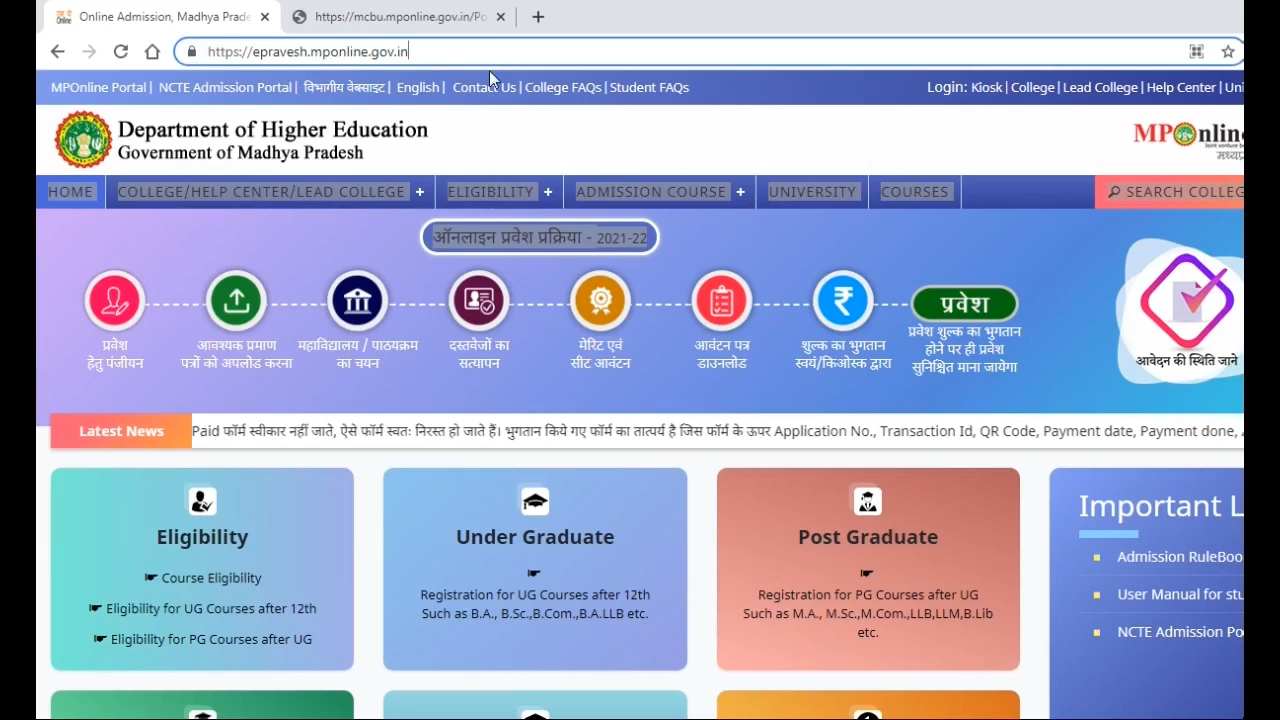 Online Admission, Madhya Prade
https://mcbu.mponline.gov.in/Po
https://epravesh.mponline.gov.in
MPOnline Portal | NCTE Admission Portal | विभागीय वेबसाइट | English | Contact Us | College FAQs | Student FAQs
Login: Kiosk | College | Lead College | Help Center | Uni
Department of Higher Education
Government of Madhya Pradesh
MPOnline
HOME COLLEGE/HELP CENTER/LEAD COLLEGE + ELIGIBILITY + ADMISSION COURSE + UNIVERSITY COURSES SEARCH COLLEG
ऑनलाइन प्रवेश प्रक्रिया - 2021-22
प्रवेश
हेतु पंजीयन
आवश्यक प्रमाण
पत्रों को अपलोड करना
महाविद्यालय / पाठयक्रम
का चयन
दस्तवेजों का
सत्यापन
मेरिट एवं
सीट आवंटन
आवंटन पत्र
डाउनलोड
शुल्क का भुगतान
स्वयं/किओस्क द्वारा
प्रवेश
प्रवेश शुल्क का भुगतान
होने पर ही प्रवेश
सुनिश्चित माना जायेगा
आवेदन की स्थिति जाने
Latest News
Paid फॉर्म स्वीकार नहीं जाते, ऐसे फॉर्म स्वतः निरस्त हो जाते हैं। भुगतान किये गए फॉर्म का तात्पर्य है जिस फॉर्म के ऊपर Application No., Transaction Id, QR Code, Payment date, Payment done,
Eligibility
Course Eligibility
Eligibility for UG Courses after 12th
Eligibility for PG Courses after UG
Under Graduate
Registration for UG Courses after 12th
Such as B.A., B.Sc.,B.Com.,B.A.LLB etc.
Post Graduate
Registration for PG Courses after UG
Such as M.A., M.Sc.,M.Com.,LLB,LLM,B.Lib
etc.
Important L
Admission RuleBoo
User Manual for stu
NCTE Admission Po